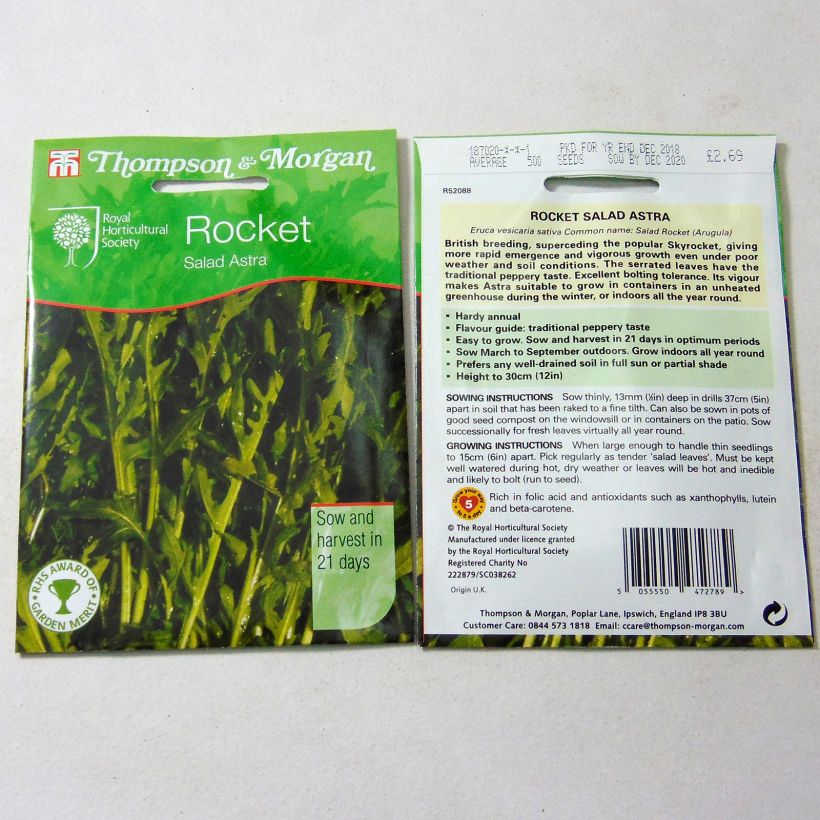 Thompson & Morgan
Royal
Horticultural
Society
Rocket
Salad Astra
Sow and
harvest in
21 days
RHS AWARD OF
GARDEN MERIT
187020-X-X-1 PKD FOR YR END DEC 2018
AVERAGE 500 SEEDS SOW BY DEC 2020 £2.69
R52088
ROCKET SALAD ASTRA
Eruca vesicaria sativa Common name: Salad Rocket (Arugula)
British breeding, superceding the popular Skyrocket, giving
more rapid emergence and vigorous growth even under poor
weather and soil conditions. The serrated leaves have the
traditional peppery taste. Excellent bolting tolerance. Its vigour
makes Astra suitable to grow in containers in an unheated
greenhouse during the winter, or indoors all the year round.
• Hardy annual
• Flavour guide: traditional peppery taste
• Easy to grow. Sow and harvest in 21 days in optimum periods
• Sow March to September outdoors. Grow indoors all year round
• Prefers any well-drained soil in full sun or partial shade
• Height to 30cm (12in)
SOWING INSTRUCTIONS Sow thinly, 13mm (½in) deep in drills 37cm (5in)
apart in soil that has been raked to a fine tilth. Can also be sown in pots of
good seed compost on the windowsill or in containers on the patio. Sow
successionally for fresh leaves virtually all year round.
GROWING INSTRUCTIONS When large enough to handle thin seedlings
to 15cm (6in) apart. Pick regularly as tender 'salad leaves'. Must be kept
well watered during hot, dry weather or leaves will be hot and inedible
and likely to bolt (run to seed).
Grow your way
5
to 5 a day
Rich in folic acid and antioxidants such as xanthophylls, lutein
and beta-carotene.
© The Royal Horticultural Society
Manufactured under licence granted
by the Royal Horticultural Society
Registered Charity No
222879/SC038262
Origin U.K.
5 055550 472789 >
Thompson & Morgan, Poplar Lane, Ipswich, England IP8 3BU
Customer Care: 0844 573 1818 Email: ccare@thompson-morgan.com